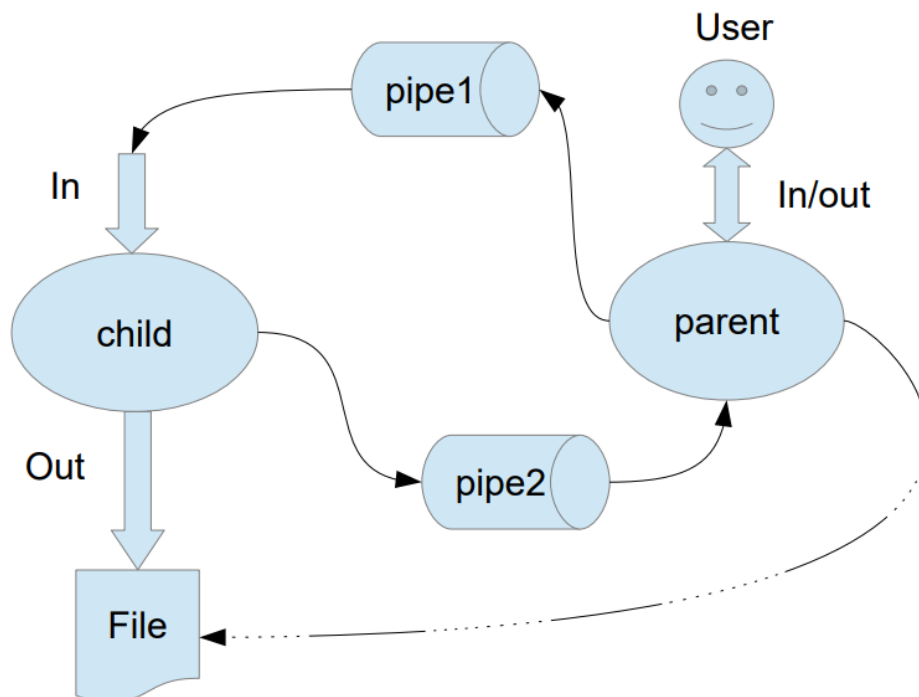 User
pipe1
In
In/out
child
parent
Out
pipe2
File